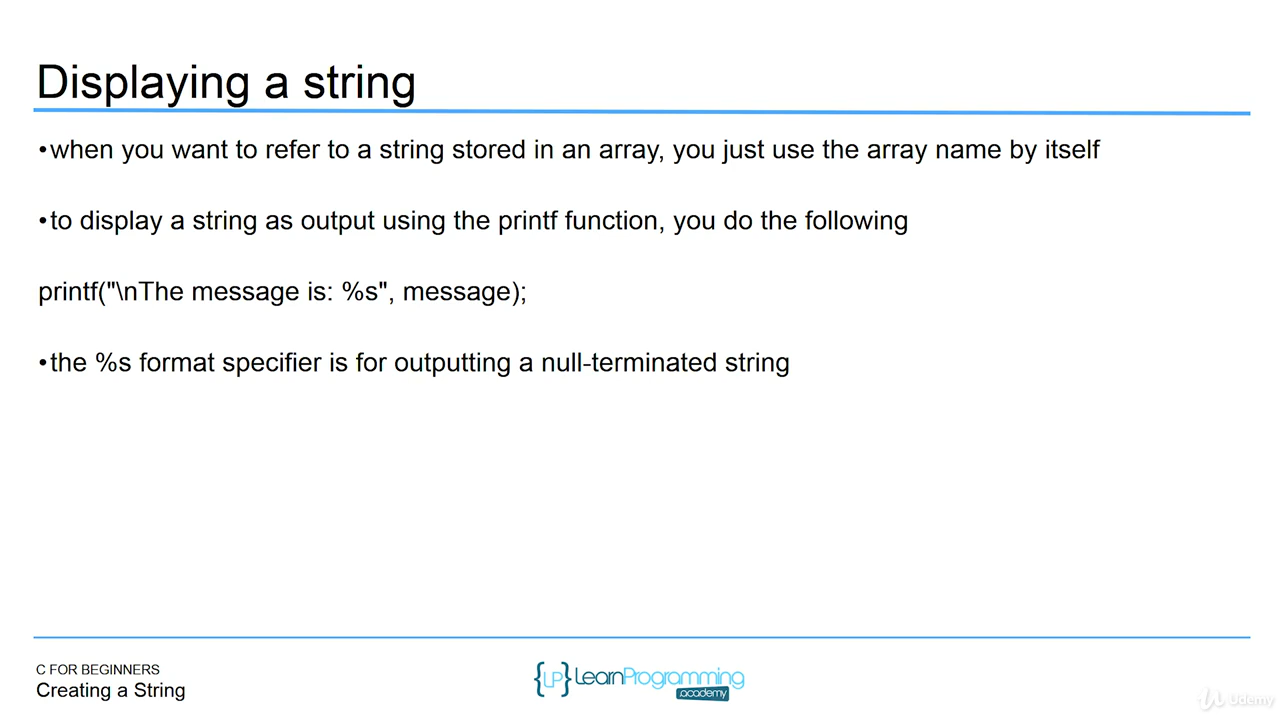 Displaying a string
•when you want to refer to a string stored in an array, you just use the array name by itself
•to display a string as output using the printf function, you do the following
printf("\nThe message is: %s", message);
•the %s format specifier is for outputting a null-terminated string
C FOR BEGINNERS
Creating a String
{LP} LearnProgramming
.academy
Udemy